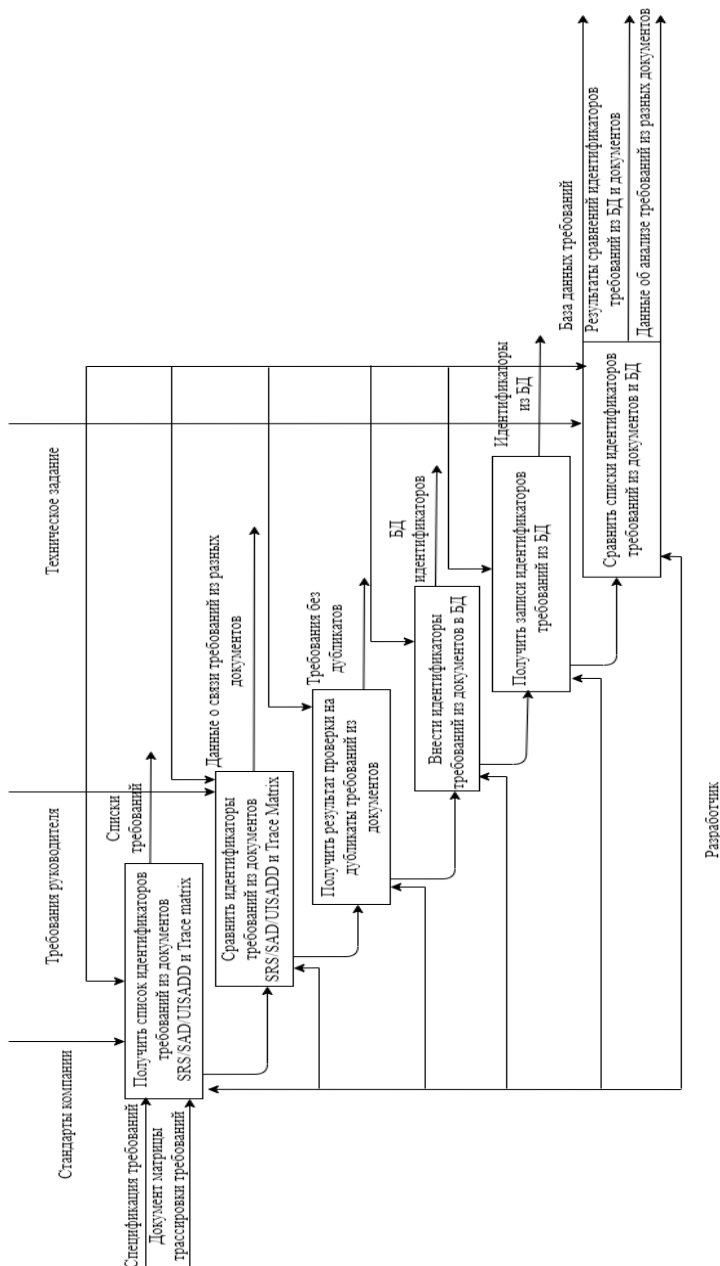 Стандарты компании
Требования руководителя
Техническое задание
Спецификация требований
Документ матрицы
трассировки требований
Получить список идентификаторов
требований из документов
SRS/SAD/UISADD и Trace matrix
Списки
требований
Сравнить идентификаторы
требований из документов
SRS/SAD/UISADD и Trace Matrix
Данные о связи требований из разных
документов
Получить результат проверки на
дубликаты требований из
документов
Требования без
дубликатов
Внести идентификаторы
требований из документов в БД
БД
идентификаторов
Получить записи идентификаторов
требований из БД
Идентификаторы
из БД
Сравнить списки идентификаторов
требований из документов и БД
База данных требований
Результаты сравнений идентификаторов
требований из БД и документов
Данные об анализе требований из разных документов
Разработчик